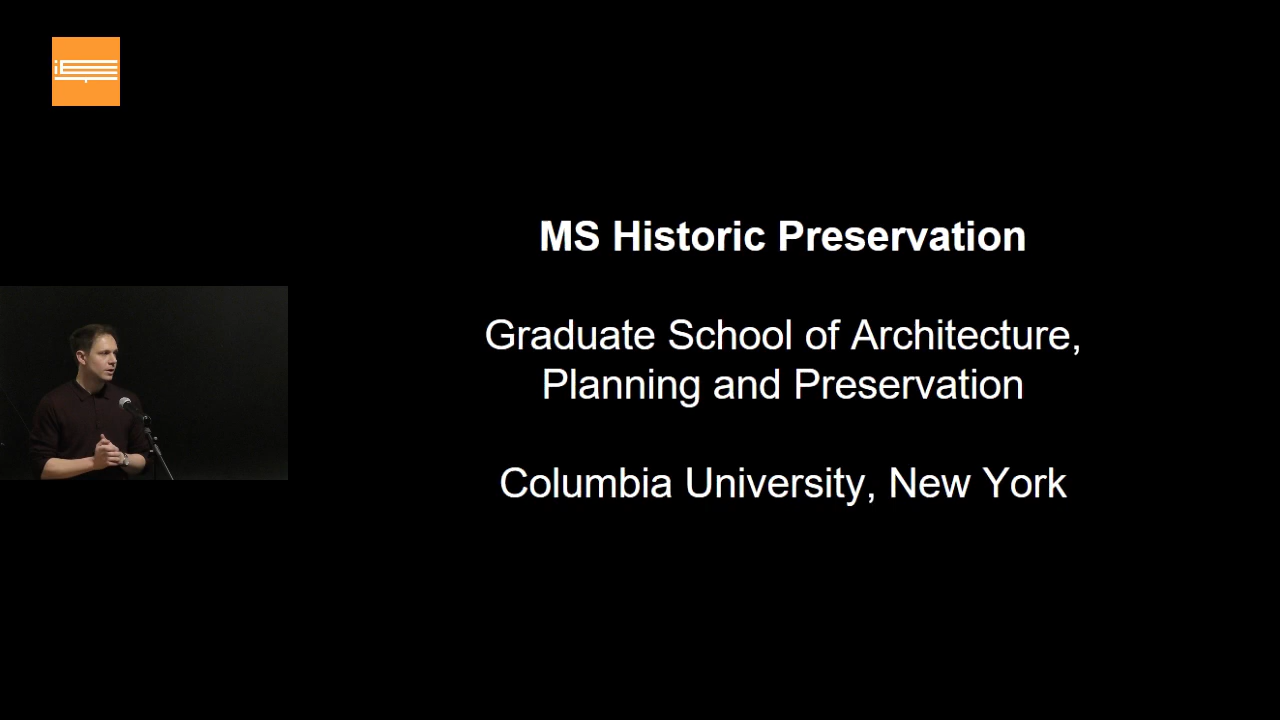 MS Historic Preservation
Graduate School of Architecture,
Planning and Preservation
Columbia University, New York